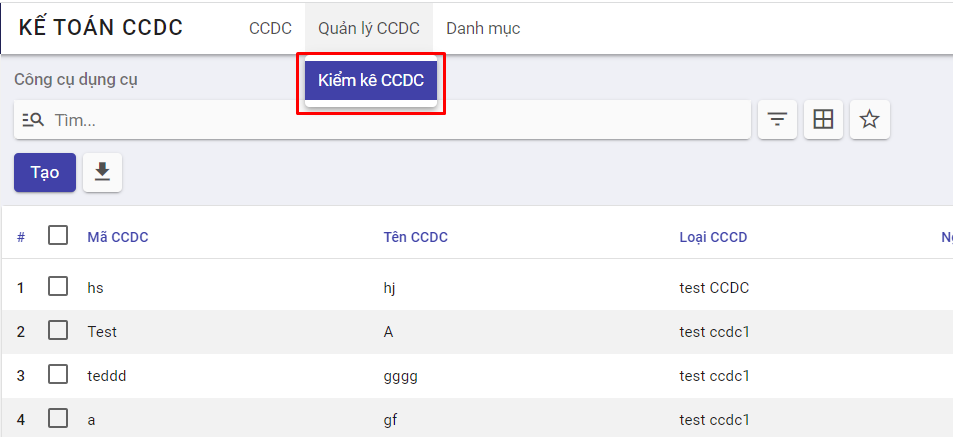 KẾ TOÁN CCDC CCDC Quản lý CCDC Danh mục
Kiểm kê CCDC
Công cụ dụng cụ
Tìm...
Tạo
# Mã CCDC Tên CCDC Loại CCCD
1 hs hj test CCDC
2 Test A test ccdc1
3 teddd gggg test ccdc1
4 a gf test ccdc1